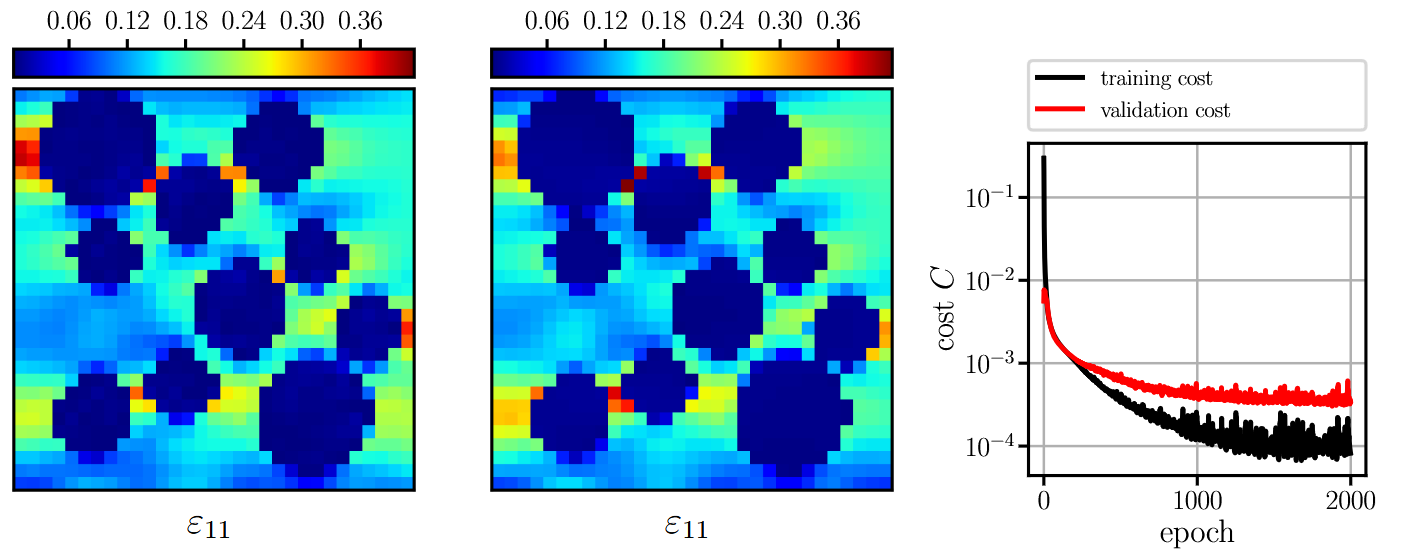 0.06 0.12 0.18 0.24 0.30 0.36
ε11
0.06 0.12 0.18 0.24 0.30 0.36
ε11
training cost
validation cost
cost C
10−1
10−2
10−3
10−4
0 1000 2000
epoch